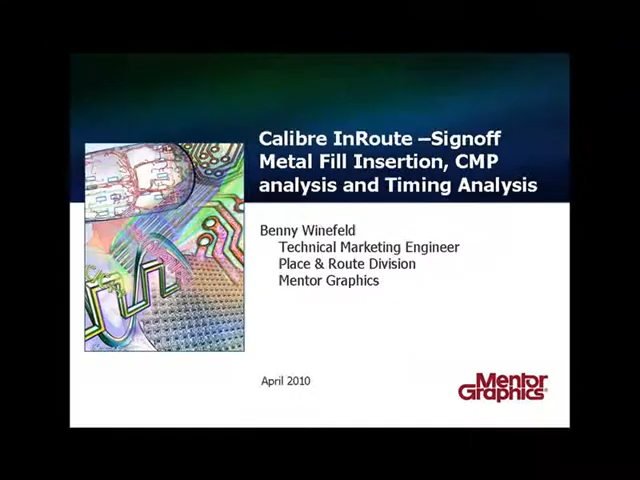 Calibre InRoute –Signoff
Metal Fill Insertion, CMP
analysis and Timing Analysis
Benny Winefeld
Technical Marketing Engineer
Place & Route Division
Mentor Graphics
April 2010
Mentor
Graphics®